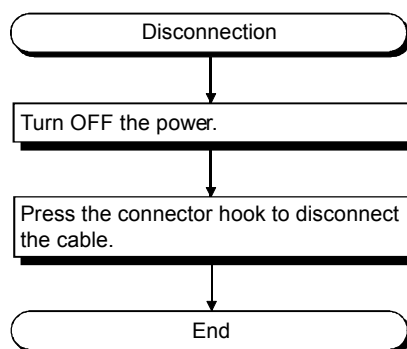 Disconnection
Turn OFF the power.
Press the connector hook to disconnect
the cable.
End